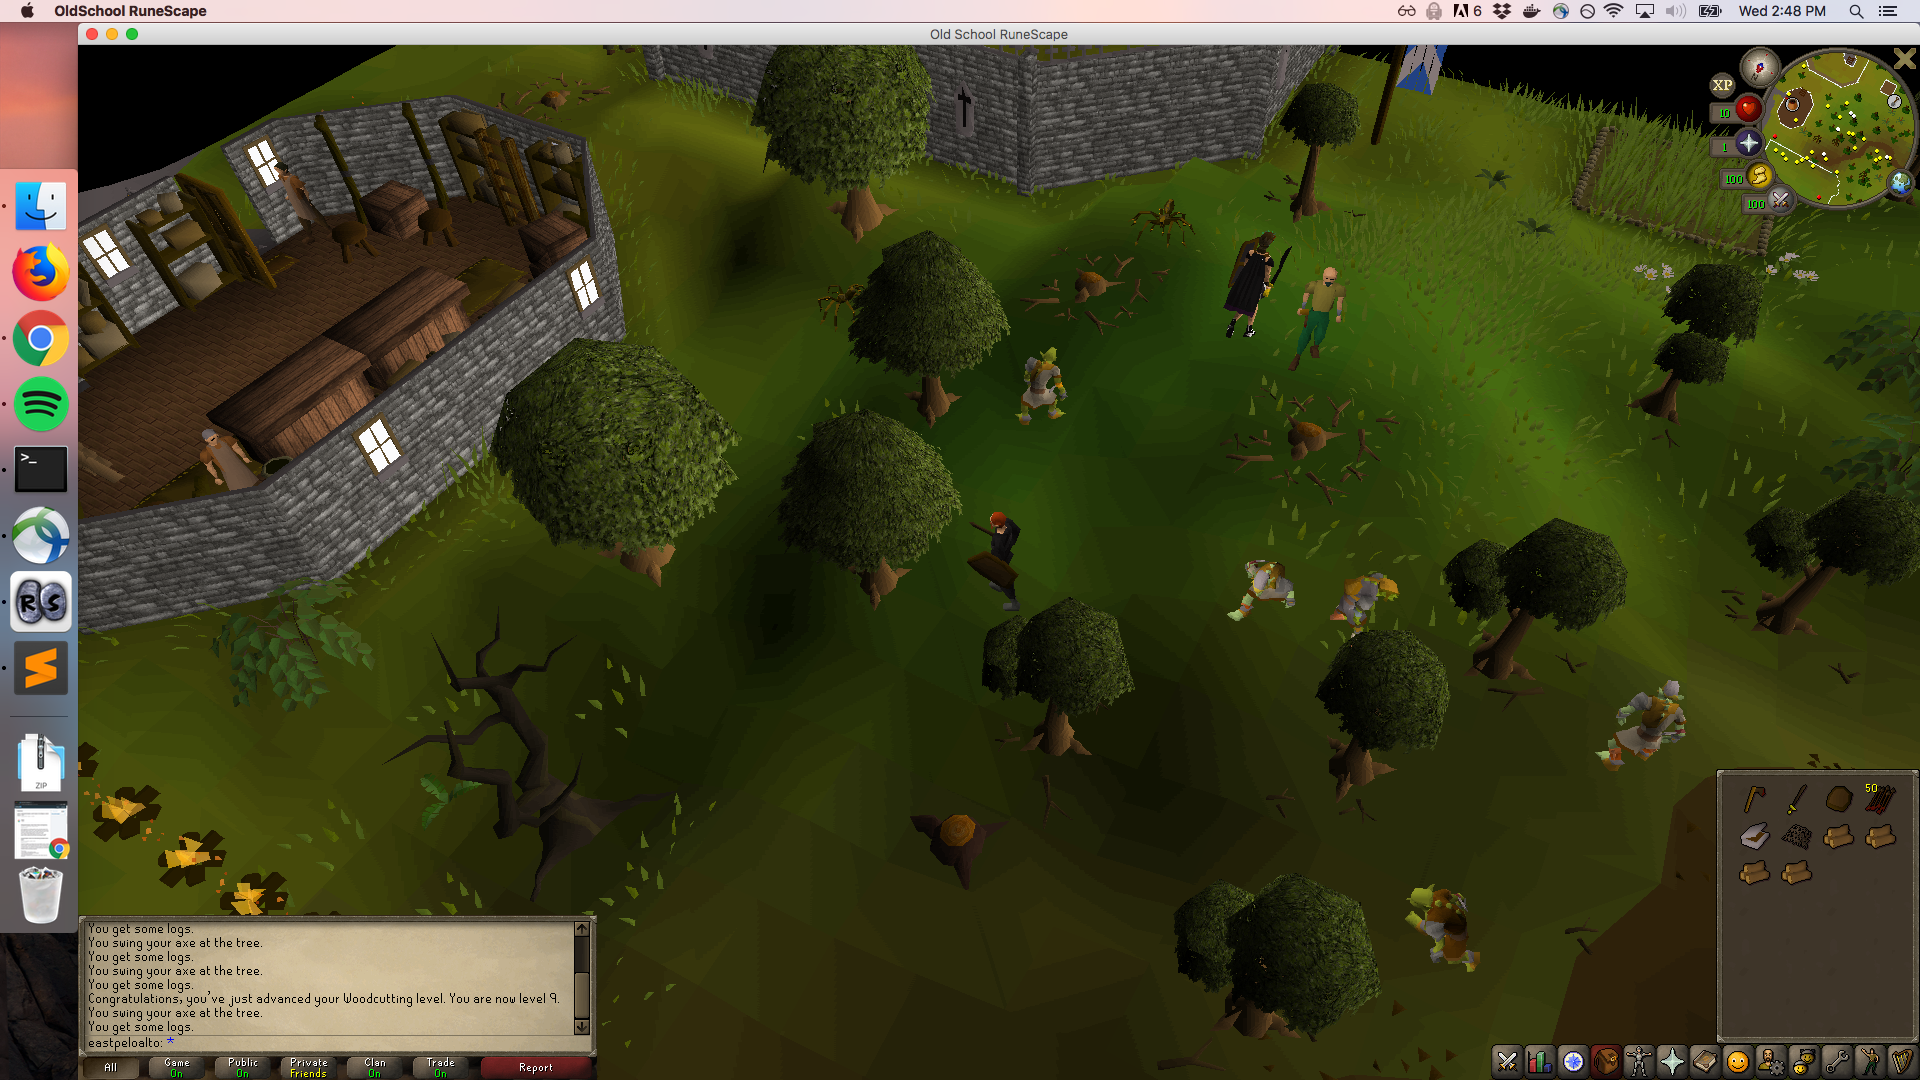 OldSchool RuneScape
6
Wed 2:48 PM
Old School RuneScape
XP
10
1
100
100
>_
RS
ZIP
50
You get some logs.
You swing your axe at the tree.
You get some logs.
You swing your axe at the tree.
You get some logs.
Congratulations, you've just advanced your Woodcutting level. You are now level 9.
You swing your axe at the tree.
You get some logs.
eastpeloalto: *
All
Game
On
Public
On
Private
Friends
Clan
On
Trade
On
Report